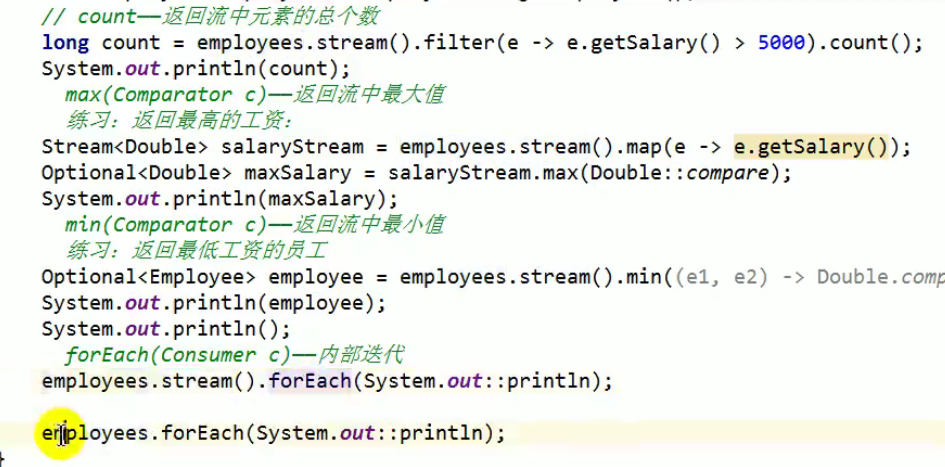 // count——返回流中元素的总个数
long count = employees.stream().filter(e -> e.getSalary() > 5000).count();
System.out.println(count);
max(Comparator c)——返回流中最大值
练习：返回最高的工资：
Stream<Double> salaryStream = employees.stream().map(e -> e.getSalary());
Optional<Double> maxSalary = salaryStream.max(Double::compare);
System.out.println(maxSalary);
min(Comparator c)——返回流中最小值
练习：返回最低工资的员工
Optional<Employee> employee = employees.stream().min((e1, e2) -> Double.comp
System.out.println(employee);
System.out.println();
forEach(Consumer c)——内部迭代
employees.stream().forEach(System.out::println);
employees.forEach(System.out::println);
}